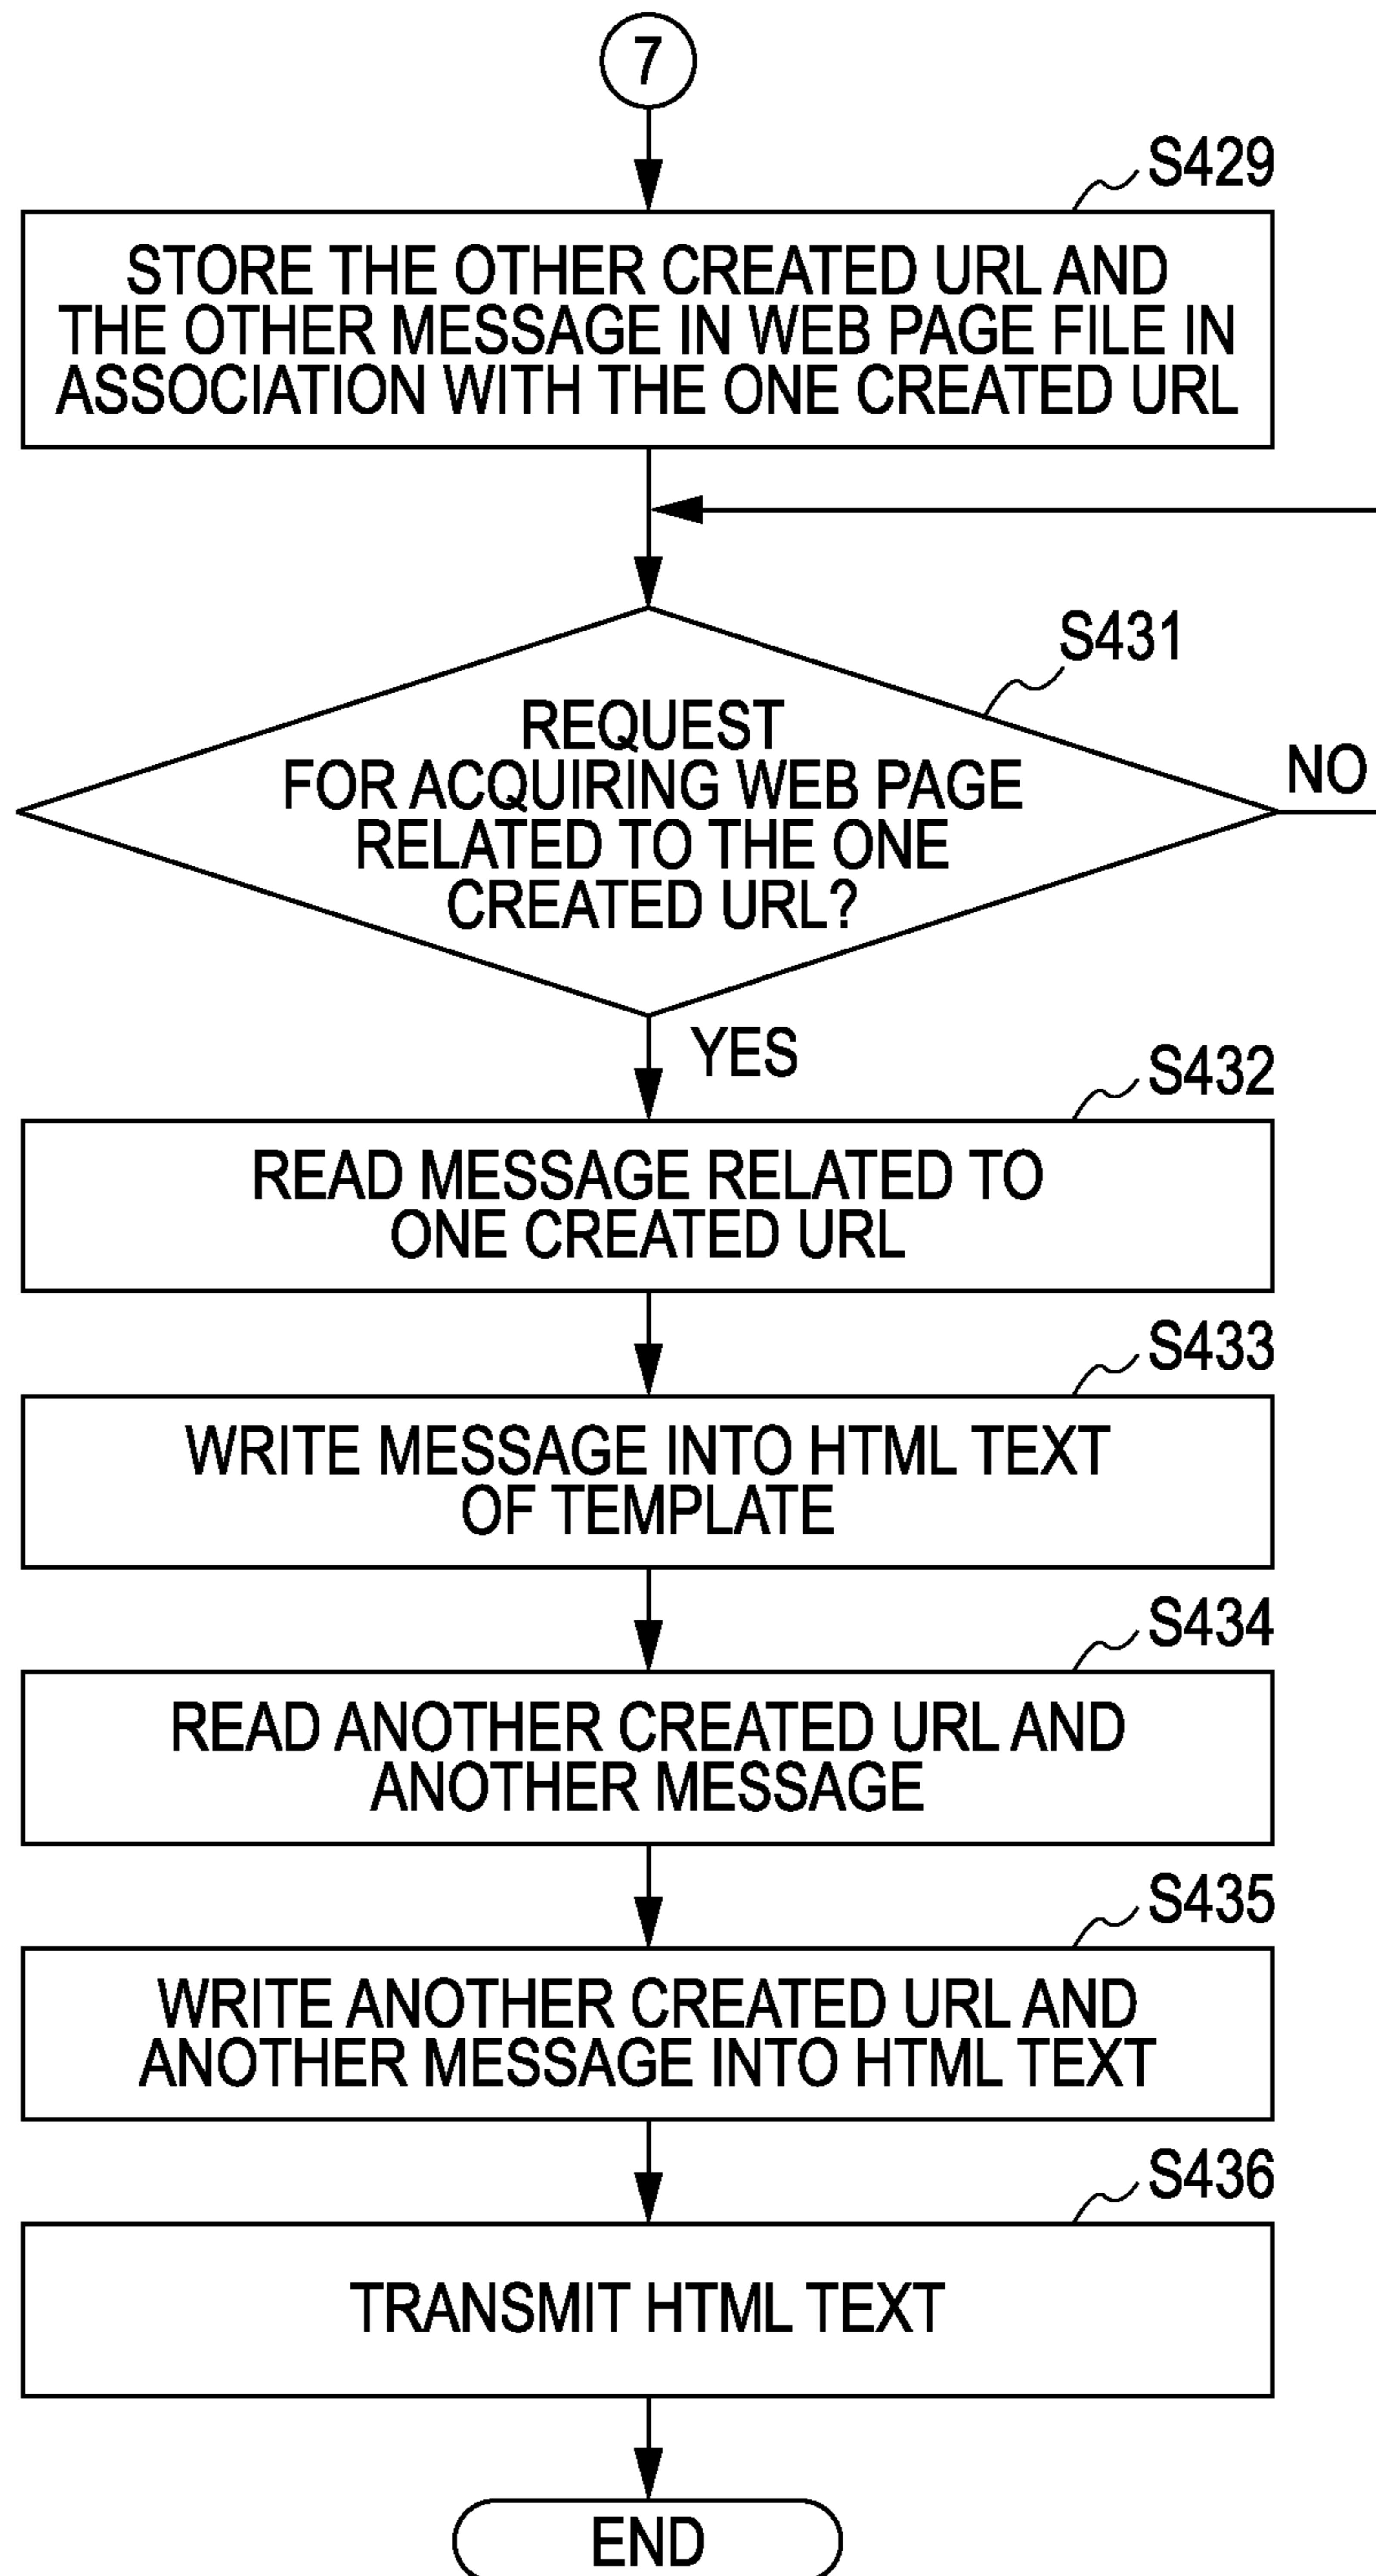 7
S429
STORE THE OTHER CREATED URL AND
THE OTHER MESSAGE IN WEB PAGE FILE IN
ASSOCIATION WITH THE ONE CREATED URL
S431
REQUEST
FOR ACQUIRING WEB PAGE
RELATED TO THE ONE
CREATED URL?
NO
YES
S432
READ MESSAGE RELATED TO
ONE CREATED URL
S433
WRITE MESSAGE INTO HTML TEXT
OF TEMPLATE
S434
READ ANOTHER CREATED URL AND
ANOTHER MESSAGE
S435
WRITE ANOTHER CREATED URL AND
ANOTHER MESSAGE INTO HTML TEXT
S436
TRANSMIT HTML TEXT
END